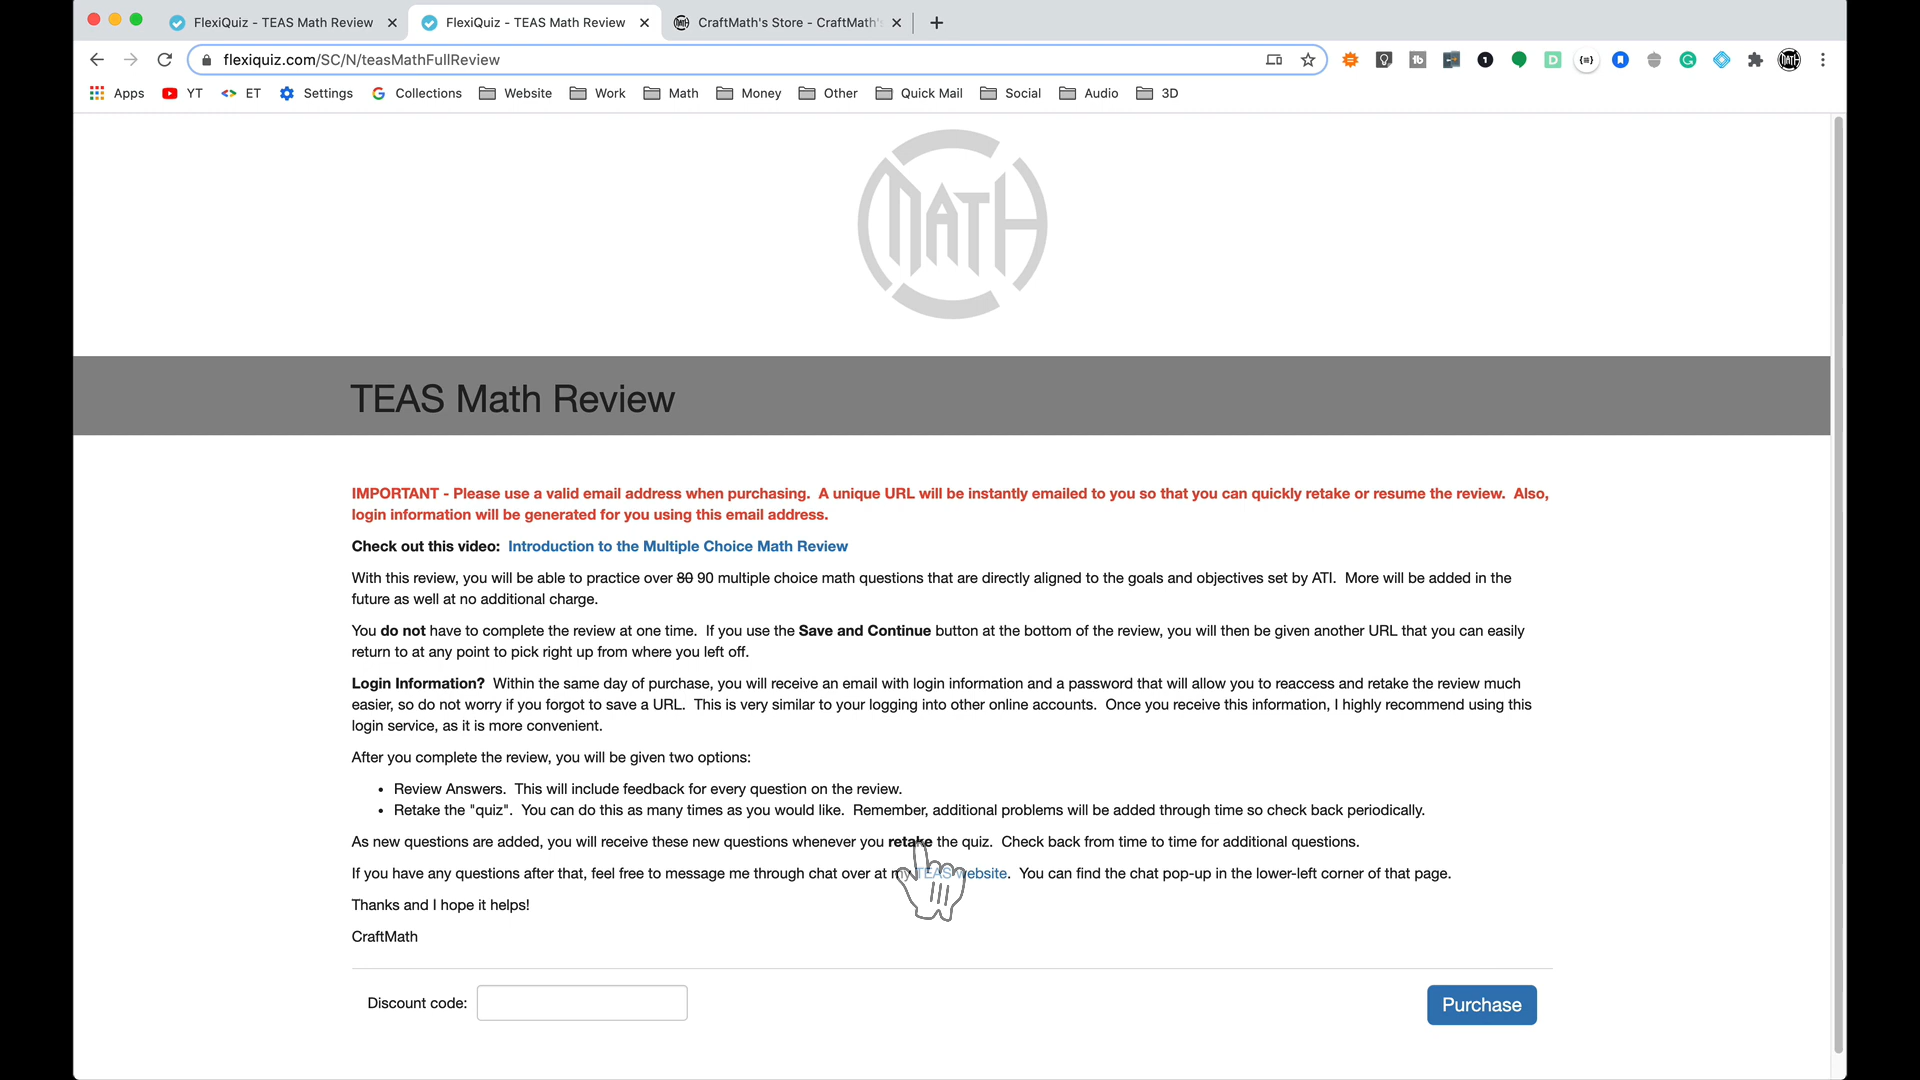 FlexiQuiz - TEAS Math Review
FlexiQuiz - TEAS Math Review
CraftMath's Store - CraftMath's
flexiquiz.com/SC/N/teasMathFullReview
Apps YT ET Settings Collections Website Work Math Money Other Quick Mail Social Audio 3D
MATH
TEAS Math Review
IMPORTANT - Please use a valid email address when purchasing. A unique URL will be instantly emailed to you so that you can quickly retake or resume the review. Also,
login information will be generated for you using this email address.
Check out this video: Introduction to the Multiple Choice Math Review
With this review, you will be able to practice over 80 90 multiple choice math questions that are directly aligned to the goals and objectives set by ATI. More will be added in the
future as well at no additional charge.
You do not have to complete the review at one time. If you use the Save and Continue button at the bottom of the review, you will then be given another URL that you can easily
return to at any point to pick right up from where you left off.
Login Information? Within the same day of purchase, you will receive an email with login information and a password that will allow you to reaccess and retake the review much
easier, so do not worry if you forgot to save a URL. This is very similar to your logging into other online accounts. Once you receive this information, I highly recommend using this
login service, as it is more convenient.
After you complete the review, you will be given two options:
• Review Answers. This will include feedback for every question on the review.
• Retake the "quiz". You can do this as many times as you would like. Remember, additional problems will be added through time so check back periodically.
As new questions are added, you will receive these new questions whenever you retake the quiz. Check back from time to time for additional questions.
If you have any questions after that, feel free to message me through chat over at my TEAS website. You can find the chat pop-up in the lower-left corner of that page.
Thanks and I hope it helps!
CraftMath
Discount code:
Purchase